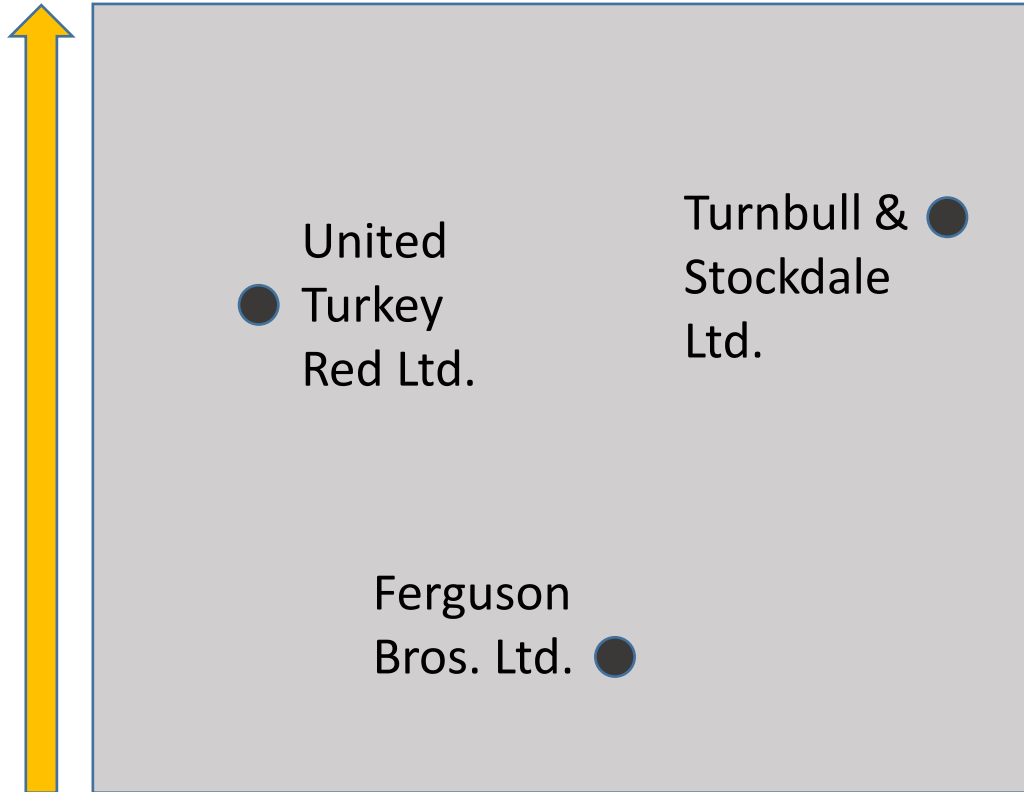 United
Turkey
Red Ltd.
Turnbull &
Stockdale
Ltd.
Ferguson
Bros. Ltd.